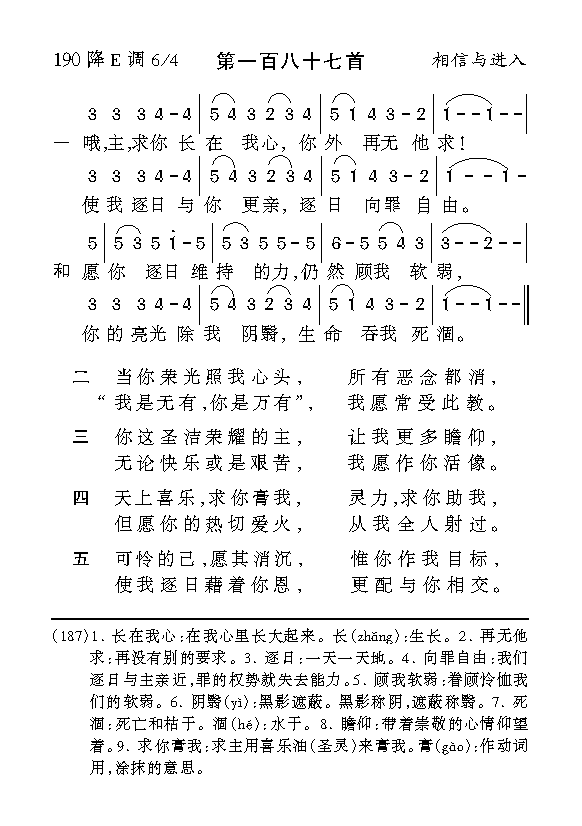 190 降 E 调 6/4 第一百八十七首 相信与进入
3 3 3 4-4|5 4 3 2 3 4|5 1 4 3-2|1--1--|
一 哦,主,求你 长 在 我心, 你 外 再无 他 求!
3 3 3 4-4|5 4 3 2 3 4|5 1 4 3-2|1--1-|
使 我 逐日 与 你 更亲, 逐 日 向罪 自 由。
5|5 3 5 i-5|5 3 5 5-5|6-5 5 4 3|3--2--|
和 愿 你 逐日 维 持 的力,仍 然 顾我 软 弱,
3 3 3 4-4|5 4 3 2 3 4|5 1 4 3-2|1--1-‖
你 的 亮光 除 我 阴翳, 生 命 吞我 死 涸。
二 当你荣光照我心头, 所有恶念都消,
“我是无有,你是万有”, 我愿常受此教。
三 你这圣洁荣耀的主, 让我更多瞻仰,
无论快乐或是艰苦, 我愿作你活像。
四 天上喜乐,求你膏我, 灵力,求你助我,
但愿你的热切爱火, 从我全人射过。
五 可怜的己,愿其消沉, 惟你作我目标,
使我逐日藉着你恩, 更配与你相交。
(187)1. 长在我心:在我心里长大起来。长(zhǎng):生长。2. 再无他
求:再没有别的要求。3. 逐日:一天一天地。4. 向罪自由:我们
逐日与主亲近,罪的权势就失去能力。5. 顾我软弱:眷顾怜恤我
们的软弱。6. 阴翳(yì):黑影遮蔽。黑影称阴,遮蔽称翳。7. 死
涸:死亡和枯干。涸(hé):水干。8. 瞻仰:带着崇敬的心情仰望
着。9. 求你膏我:求主用喜乐油(圣灵)来膏我。膏(gào):作动词
用,涂抹的意思。